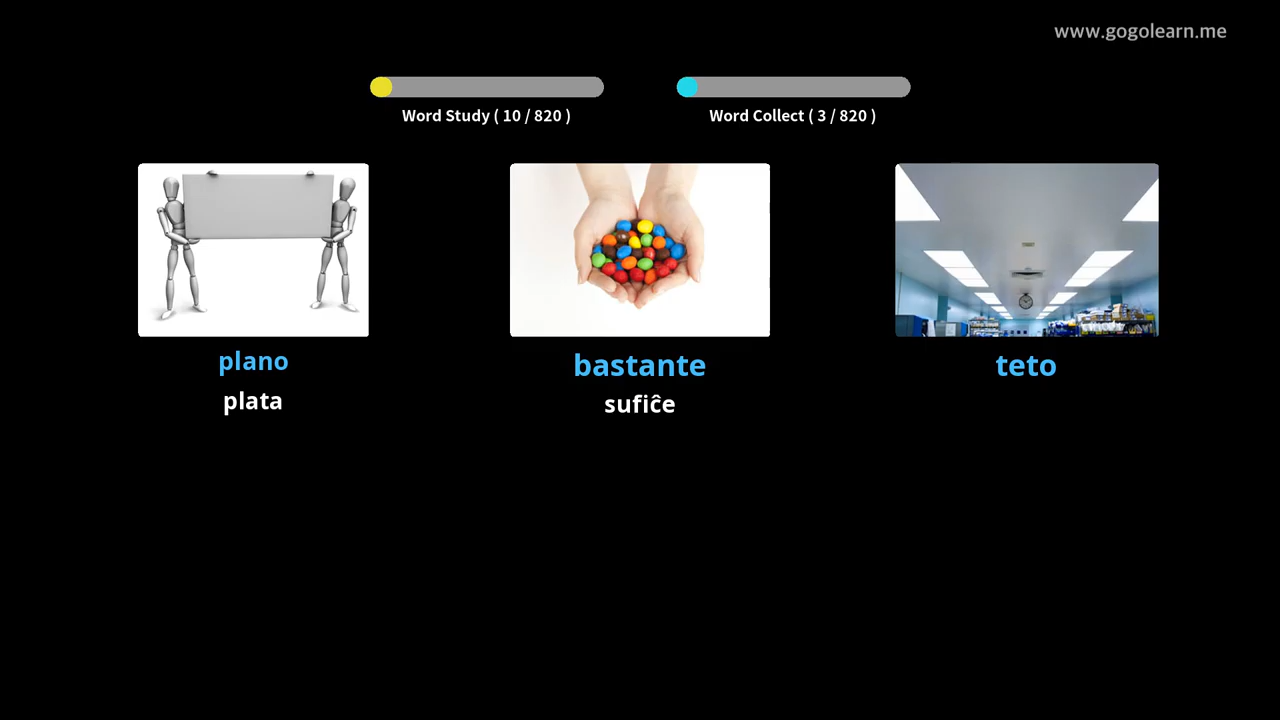 www.gogolearn.me
Word Study ( 10 / 820 )
Word Collect ( 3 / 820 )
plano
plata
bastante
sufiĉe
teto